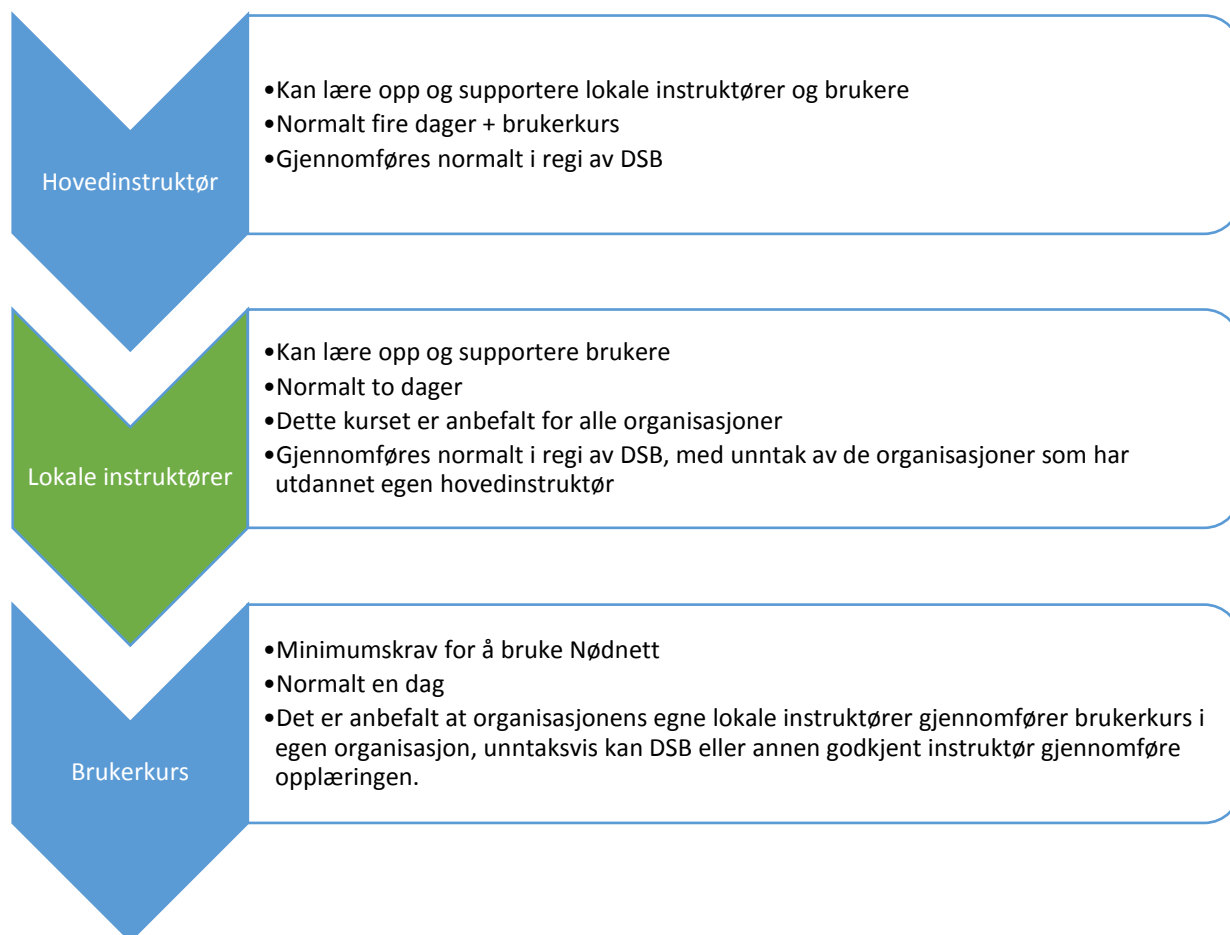 Hovedinstruktør
•Kan lære opp og supportere lokale instruktører og brukere
•Normalt fire dager + brukerkurs
•Gjennomføres normalt i regi av DSB
Lokale instruktører
•Kan lære opp og supportere brukere
•Normalt to dager
•Dette kurset er anbefalt for alle organisasjoner
•Gjennomføres normalt i regi av DSB, med unntak av de organisasjoner som har
utdannet egen hovedinstruktør
Brukerkurs
•Minimumskrav for å bruke Nødnett
•Normalt en dag
•Det er anbefalt at organisasjonens egne lokale instruktører gjennomfører brukerkurs i
egen organisasjon, unntaksvis kan DSB eller annen godkjent instruktør gjennomføre
opplæringen.